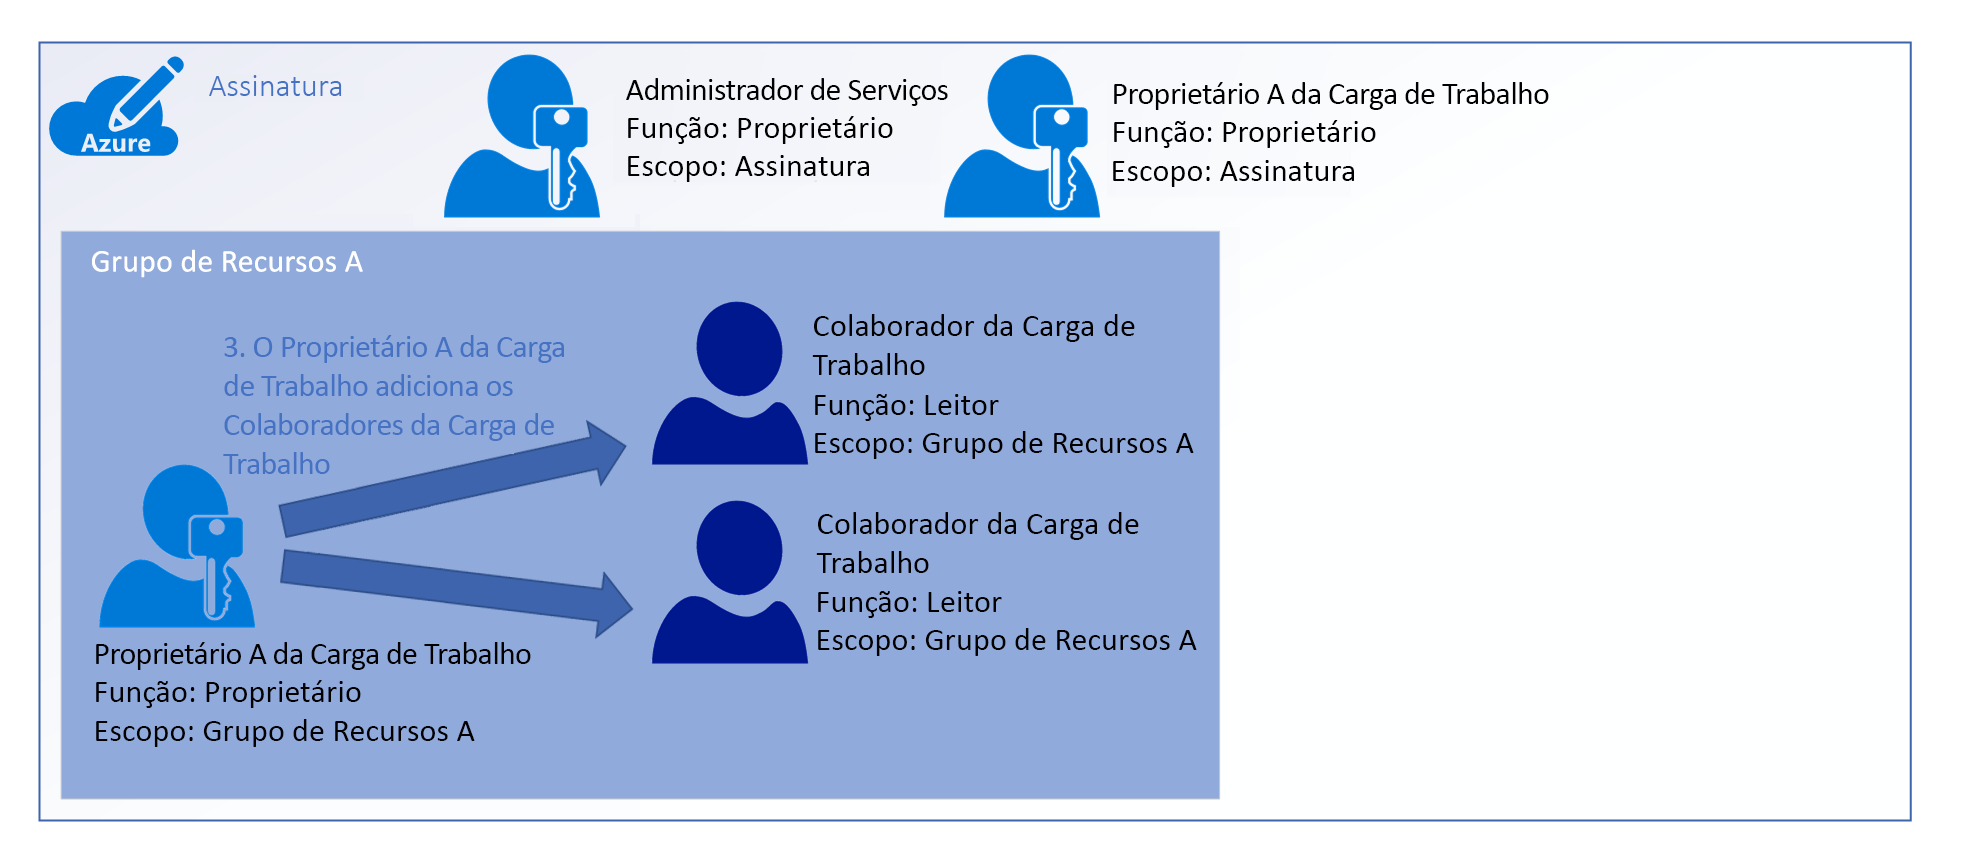 Azure
Assinatura
Administrador de Serviços
Função: Proprietário
Escopo: Assinatura
Proprietário A da Carga de Trabalho
Função: Proprietário
Escopo: Assinatura
Grupo de Recursos A
3. O Proprietário A da Carga
de Trabalho adiciona os
Colaboradores da Carga de
Trabalho
Colaborador da Carga de
Trabalho
Função: Leitor
Escopo: Grupo de Recursos A
Colaborador da Carga de
Trabalho
Função: Leitor
Escopo: Grupo de Recursos A
Proprietário A da Carga de Trabalho
Função: Proprietário
Escopo: Grupo de Recursos A